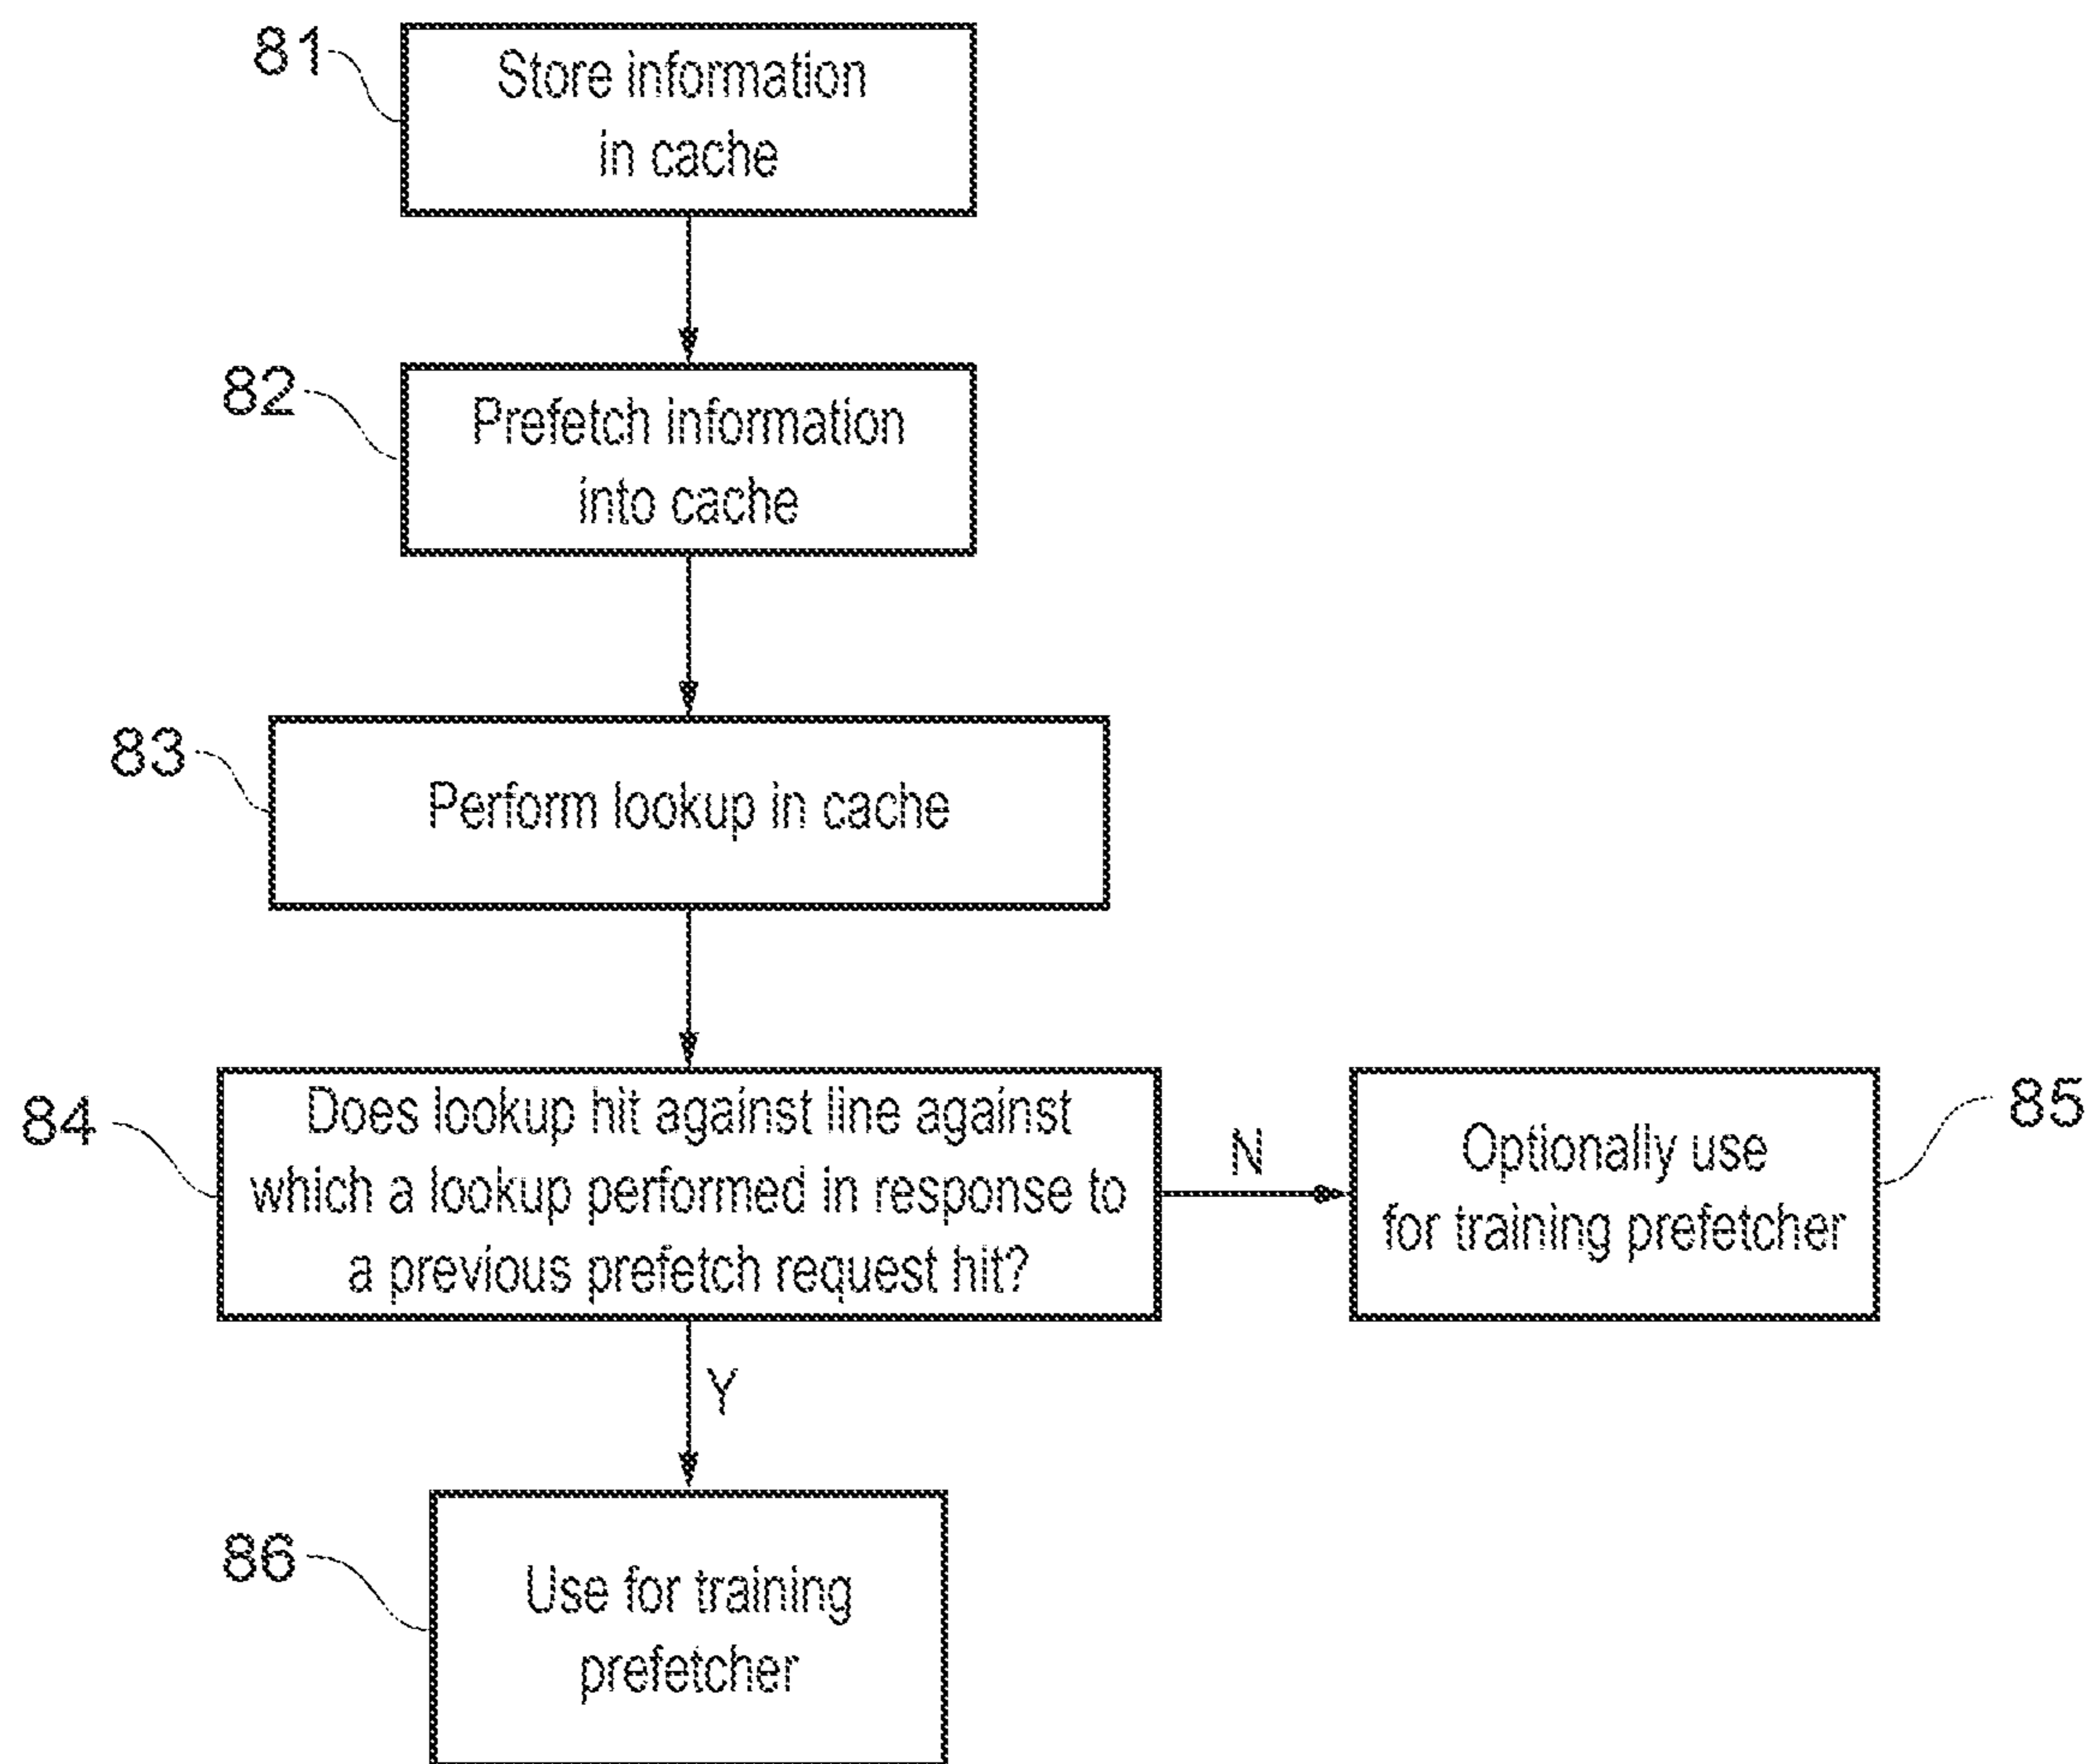 81
Store information
in cache
82
Prefetch information
into cache
83
Perform lookup in cache
84
Does lookup hit against line against
which a lookup performed in response to
a previous prefetch request hit?
N
Optionally use
for training prefetcher
85
Y
86
Use for training
prefetcher